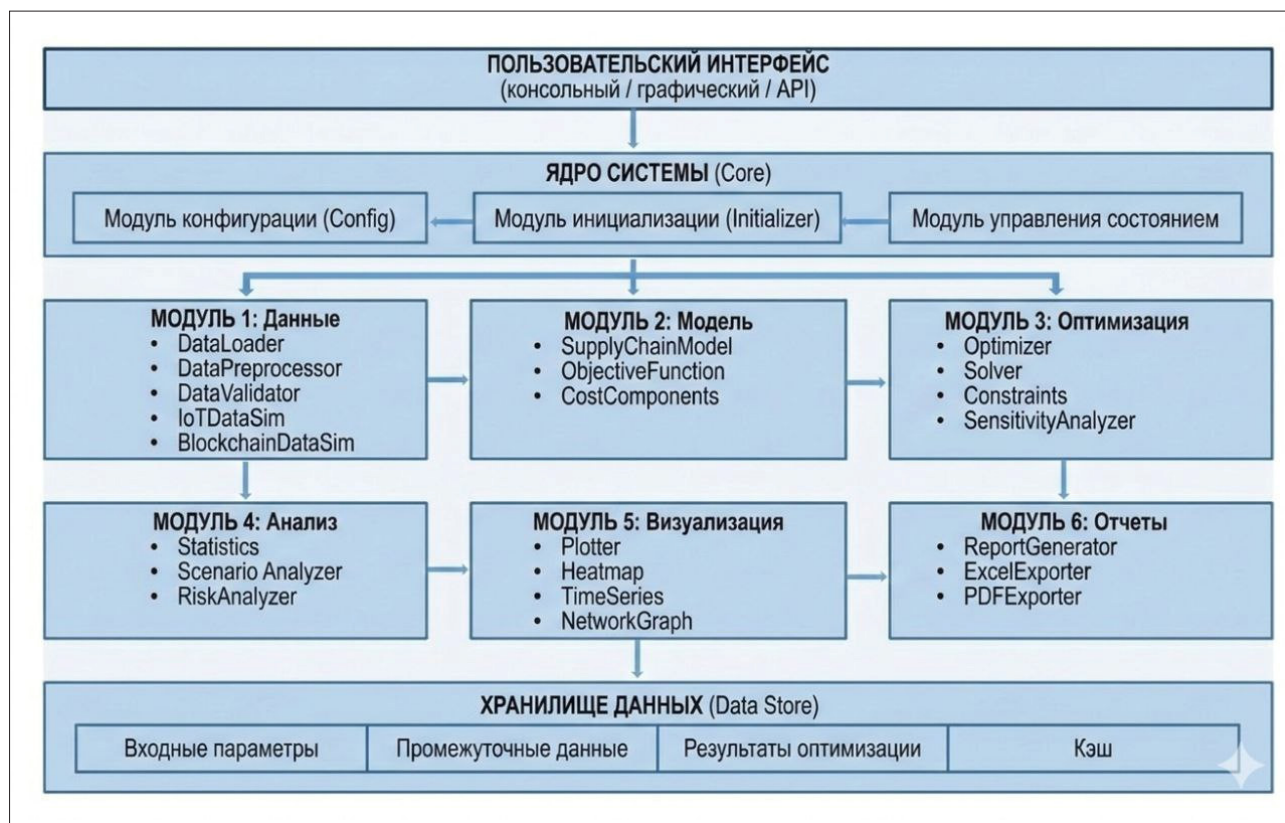 ПОЛЬЗОВАТЕЛЬСКИЙ ИНТЕРФЕЙС
(консольный / графический / API)
ЯДРО СИСТЕМЫ (Core)
Модуль конфигурации (Config)
Модуль инициализации (Initializer)
Модуль управления состоянием
МОДУЛЬ 1: Данные
• DataLoader
• DataPreprocessor
• DataValidator
• IoTDataSim
• BlockchainDataSim
МОДУЛЬ 2: Модель
• SupplyChainModel
• ObjectiveFunction
• CostComponents
МОДУЛЬ 3: Оптимизация
• Optimizer
• Solver
• Constraints
• SensitivityAnalyzer
МОДУЛЬ 4: Анализ
• Statistics
• Scenario Analyzer
• RiskAnalyzer
МОДУЛЬ 5: Визуализация
• Plotter
• Heatmap
• TimeSeries
• NetworkGraph
МОДУЛЬ 6: Отчеты
• ReportGenerator
• ExcelExporter
• PDFExporter
ХРАНИЛИЩЕ ДАННЫХ (Data Store)
Входные параметры
Промежуточные данные
Результаты оптимизации
Кэш